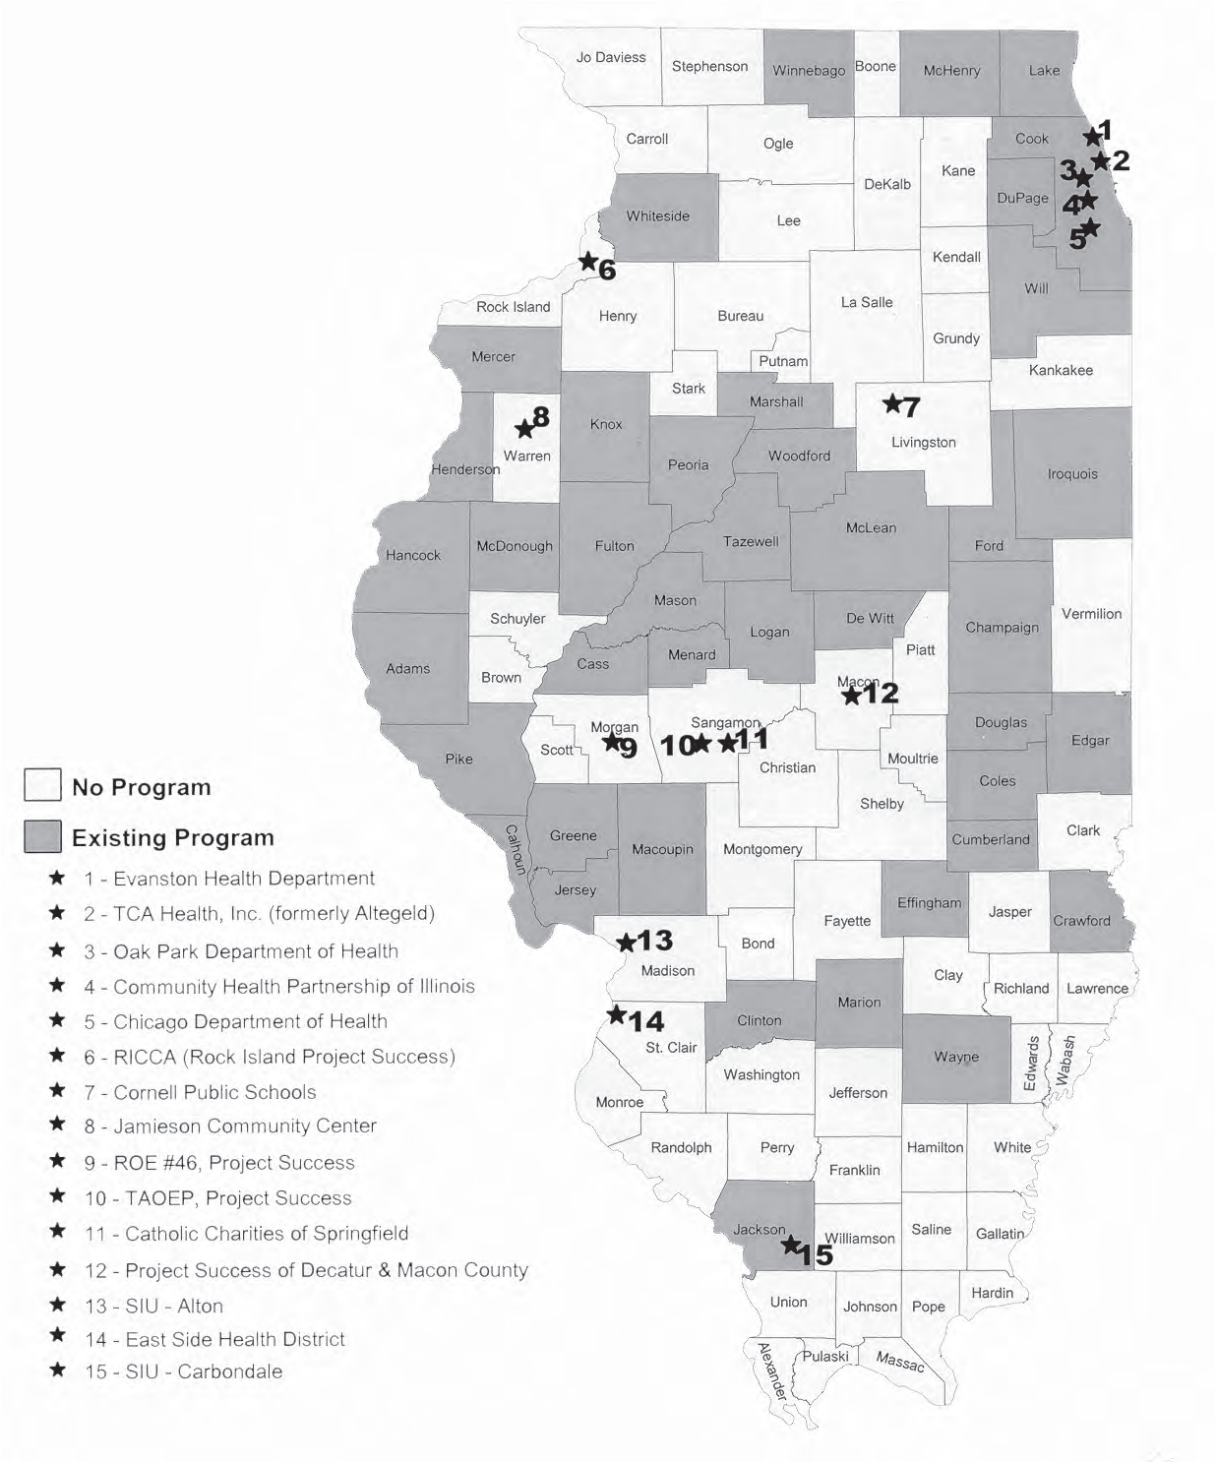 Jo Daviess
Stephenson
Winnebago
Boone
McHenry
Lake
Carroll
Ogle
DeKalb
Kane
Cook
1
2
3
DuPage
4
5
Whiteside
Lee
6
Kendall
Will
Rock Island
Henry
Bureau
La Salle
Grundy
Putnam
Kankakee
Mercer
Stark
Marshall
7
Livingston
8
Warren
Knox
Henderson
Peoria
Woodford
Iroquois
Hancock
McDonough
Fulton
Tazewell
McLean
Ford
Mason
Schuyler
Logan
De Witt
Champaign
Vermilion
Piatt
Adams
Brown
Cass
Menard
Macon
12
Morgan
9
Scott
Sangamon
10
11
Christian
Moultrie
Douglas
Edgar
Pike
Coles
Shelby
No Program
Existing Program
Calhoun
Greene
Macoupin
Montgomery
Cumberland
Clark
Jersey
Effingham
Jasper
Crawford
Fayette
13
Madison
Bond
Clay
Richland
Lawrence
Marion
14
St. Clair
Clinton
Wayne
Edwards
Wabash
Washington
Jefferson
Monroe
Randolph
Perry
Franklin
Hamilton
White
Jackson
15
Williamson
Saline
Gallatin
Union
Johnson
Pope
Hardin
Alexander
Pulaski
Massac
1 - Evanston Health Department
2 - TCA Health, Inc. (formerly Altegeld)
3 - Oak Park Department of Health
4 - Community Health Partnership of Illinois
5 - Chicago Department of Health
6 - RICCA (Rock Island Project Success)
7 - Cornell Public Schools
8 - Jamieson Community Center
9 - ROE #46, Project Success
10 - TAOEP, Project Success
11 - Catholic Charities of Springfield
12 - Project Success of Decatur & Macon County
13 - SIU - Alton
14 - East Side Health District
15 - SIU - Carbondale